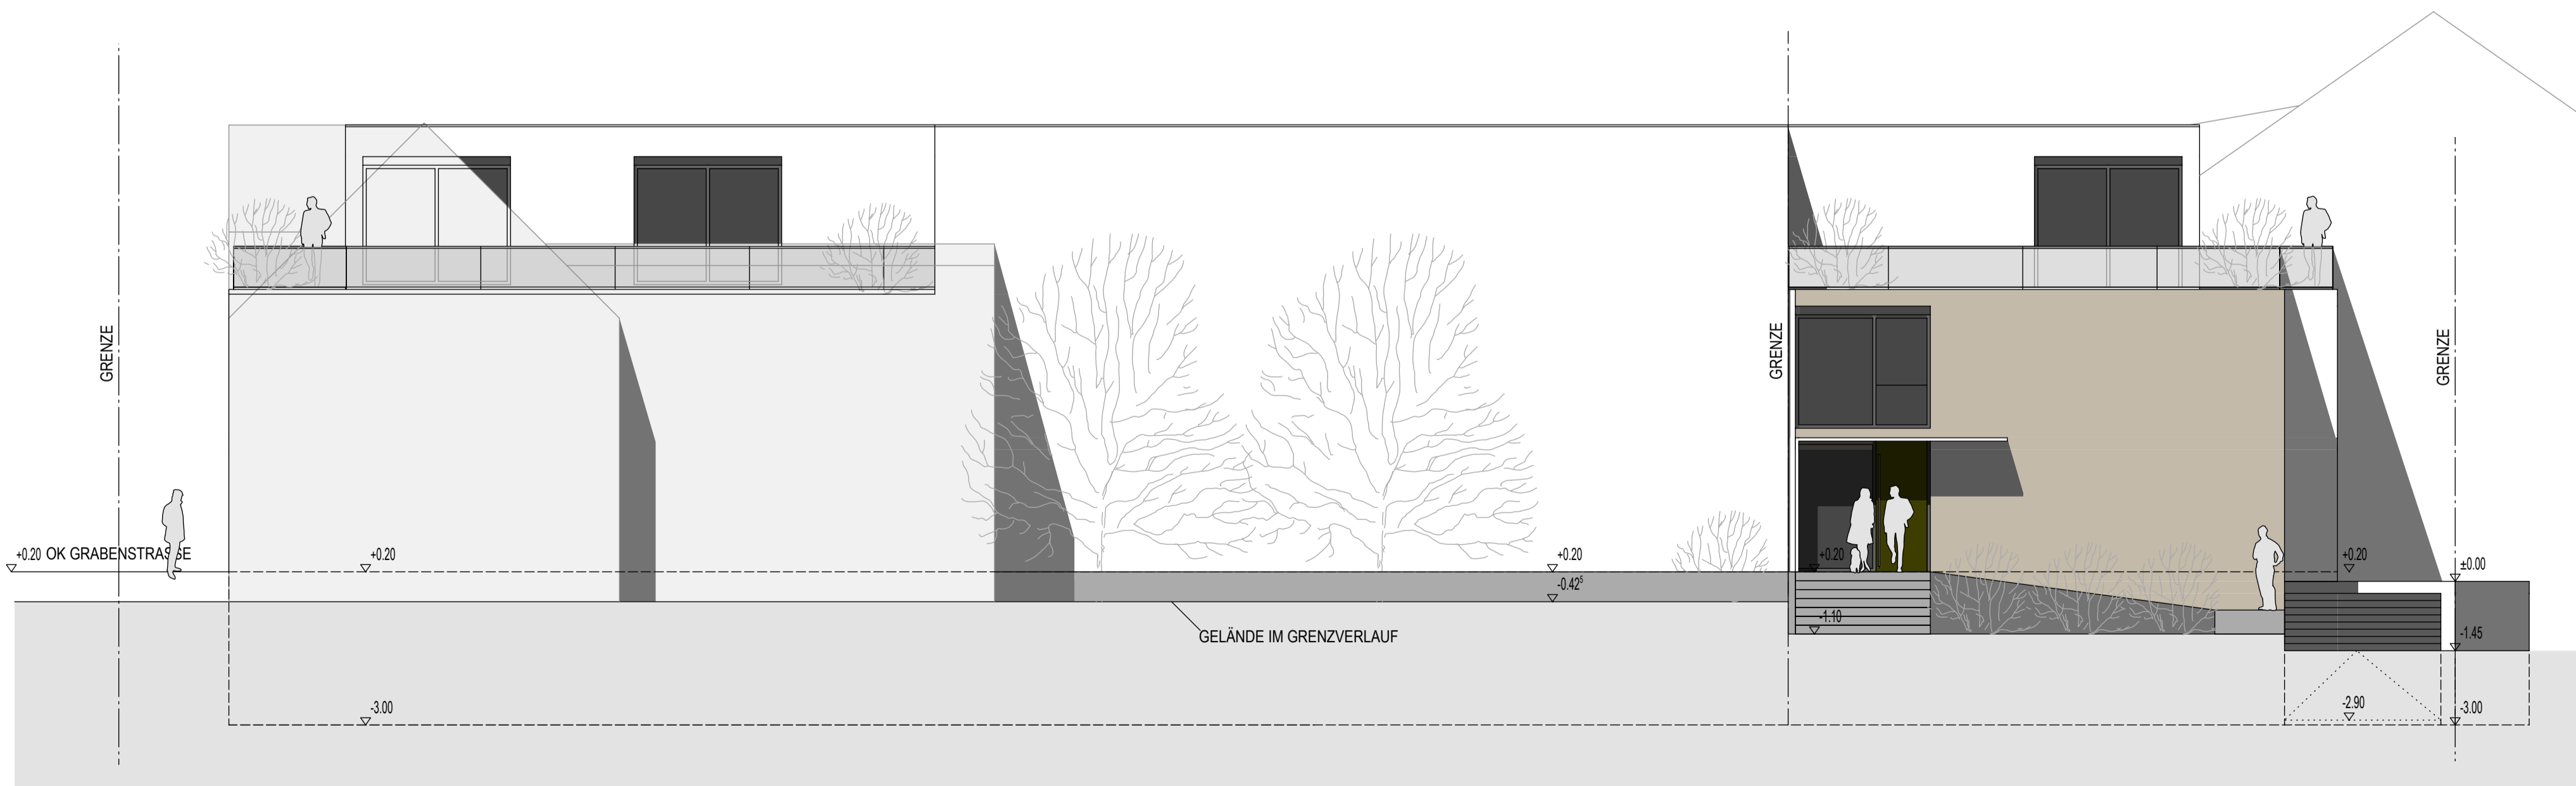 GRENZE
GRENZE
GRENZE
+0.20 OK GRABENSTRASSE
+0.20
+0.20
-0.42⁵
+0.20
+0.20
±0.00
-1.10
GELÄNDE IM GRENZVERLAUF
-1.45
-3.00
-2.90
-3.00